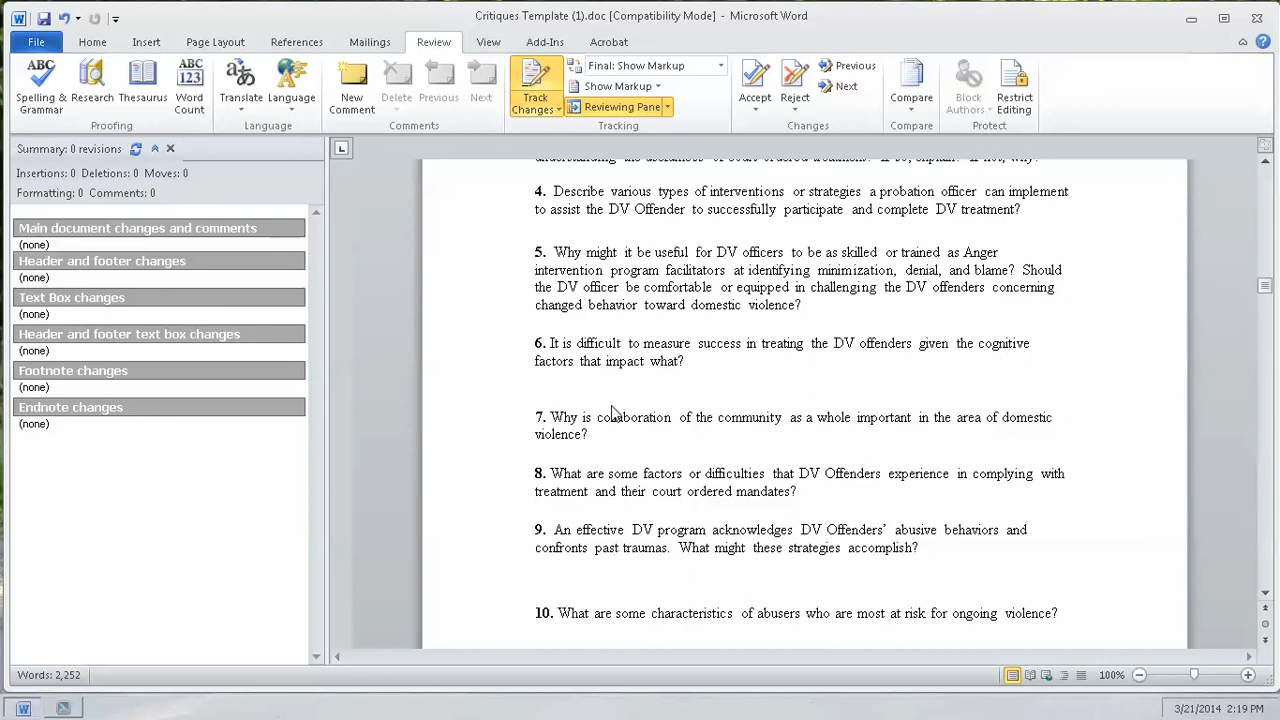 Critiques Template (1).doc [Compatibility Mode] - Microsoft Word
File Home Insert Page Layout References Mailings Review View Add-Ins Acrobat
Spelling & Grammar
Research
Thesaurus
Word Count
Proofing
Translate
Language
Language
New Comment
Delete
Previous
Next
Comments
Track Changes
Final: Show Markup
Show Markup
Reviewing Pane
Tracking
Accept
Reject
Previous
Next
Changes
Compare
Compare
Block Authors
Restrict Editing
Protect
Summary: 0 revisions
Insertions: 0 Deletions: 0 Moves: 0
Formatting: 0 Comments: 0
Main document changes and comments
(none)
Header and footer changes
(none)
Text Box changes
(none)
Header and footer text box changes
(none)
Footnote changes
(none)
Endnote changes
(none)
understanding the usefulness of court ordered treatment? If so, explain? If not, why?
4. Describe various types of interventions or strategies a probation officer can implement
to assist the DV Offender to successfully participate and complete DV treatment?
5. Why might it be useful for DV officers to be as skilled or trained as Anger
intervention program facilitators at identifying minimization, denial, and blame? Should
the DV officer be comfortable or equipped in challenging the DV offenders concerning
changed behavior toward domestic violence?
6. It is difficult to measure success in treating the DV offenders given the cognitive
factors that impact what?
7. Why is collaboration of the community as a whole important in the area of domestic
violence?
8. What are some factors or difficulties that DV Offenders experience in complying with
treatment and their court ordered mandates?
9. An effective DV program acknowledges DV Offenders’ abusive behaviors and
confronts past traumas. What might these strategies accomplish?
10. What are some characteristics of abusers who are most at risk for ongoing violence?
Words: 2,252
100%
3/21/2014 2:19 PM